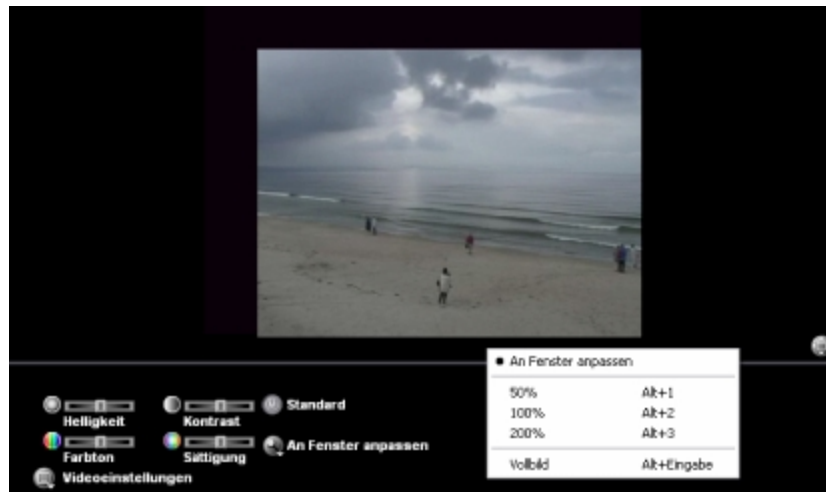 An Fenster anpassen
50% Alt+1
100% Alt+2
200% Alt+3
Vollbild Alt+Eingabe
Helligkeit Kontrast Standard
Farbton Sättigung An Fenster anpassen
Videoeinstellungen